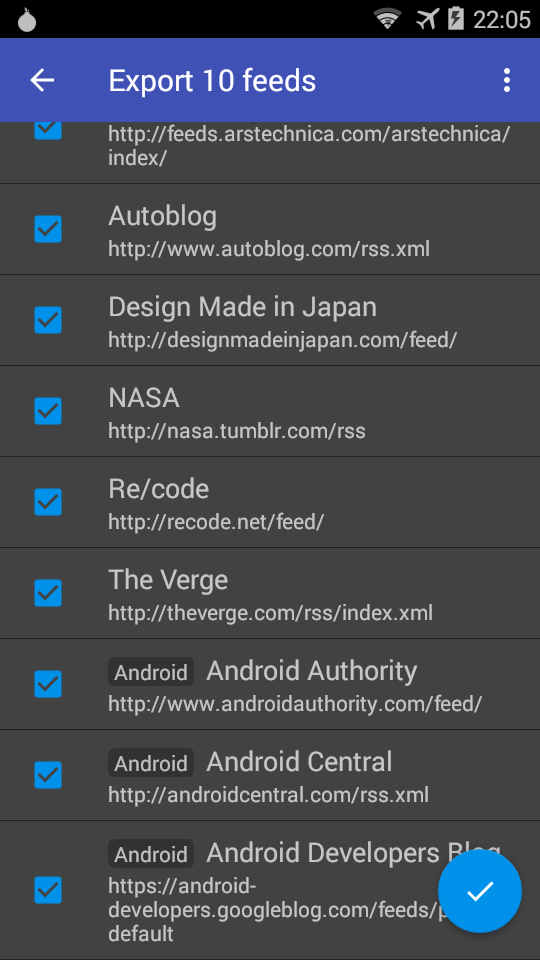 22:05
Export 10 feeds
http://feeds.arstechnica.com/arstechnica/
index/
Autoblog
http://www.autoblog.com/rss.xml
Design Made in Japan
http://designmadeinjapan.com/feed/
NASA
http://nasa.tumblr.com/rss
Re/code
http://recode.net/feed/
The Verge
http://theverge.com/rss/index.xml
Android Android Authority
http://www.androidauthority.com/feed/
Android Android Central
http://androidcentral.com/rss.xml
Android Android Developers Blog
https://android-
developers.googleblog.com/feeds/
default